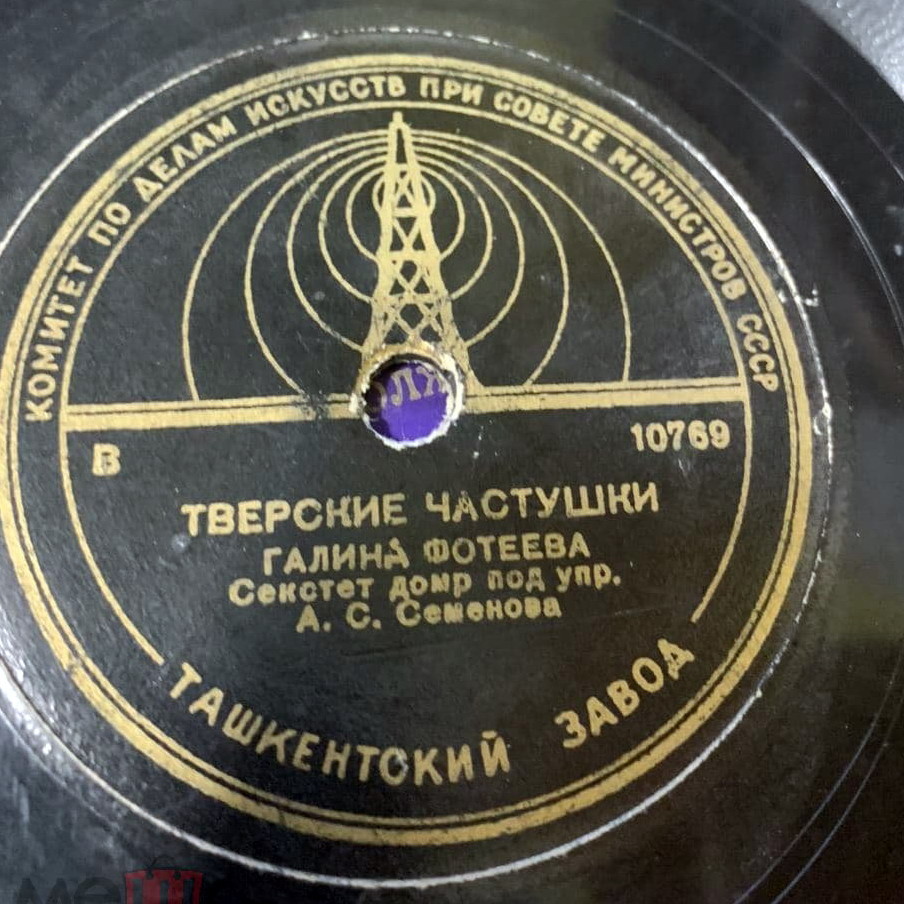 КОМИТЕТ ПО ДЕЛАМ ИСКУССТВ ПРИ СОВЕТЕ МИНИСТРОВ СССР
В 10769
ТВЕРСКИЕ ЧАСТУШКИ
ГАЛИНА ФОТЕЕВА
Секстет домр под упр.
А. С. Семенова
ТАШКЕНТСКИЙ ЗАВОД